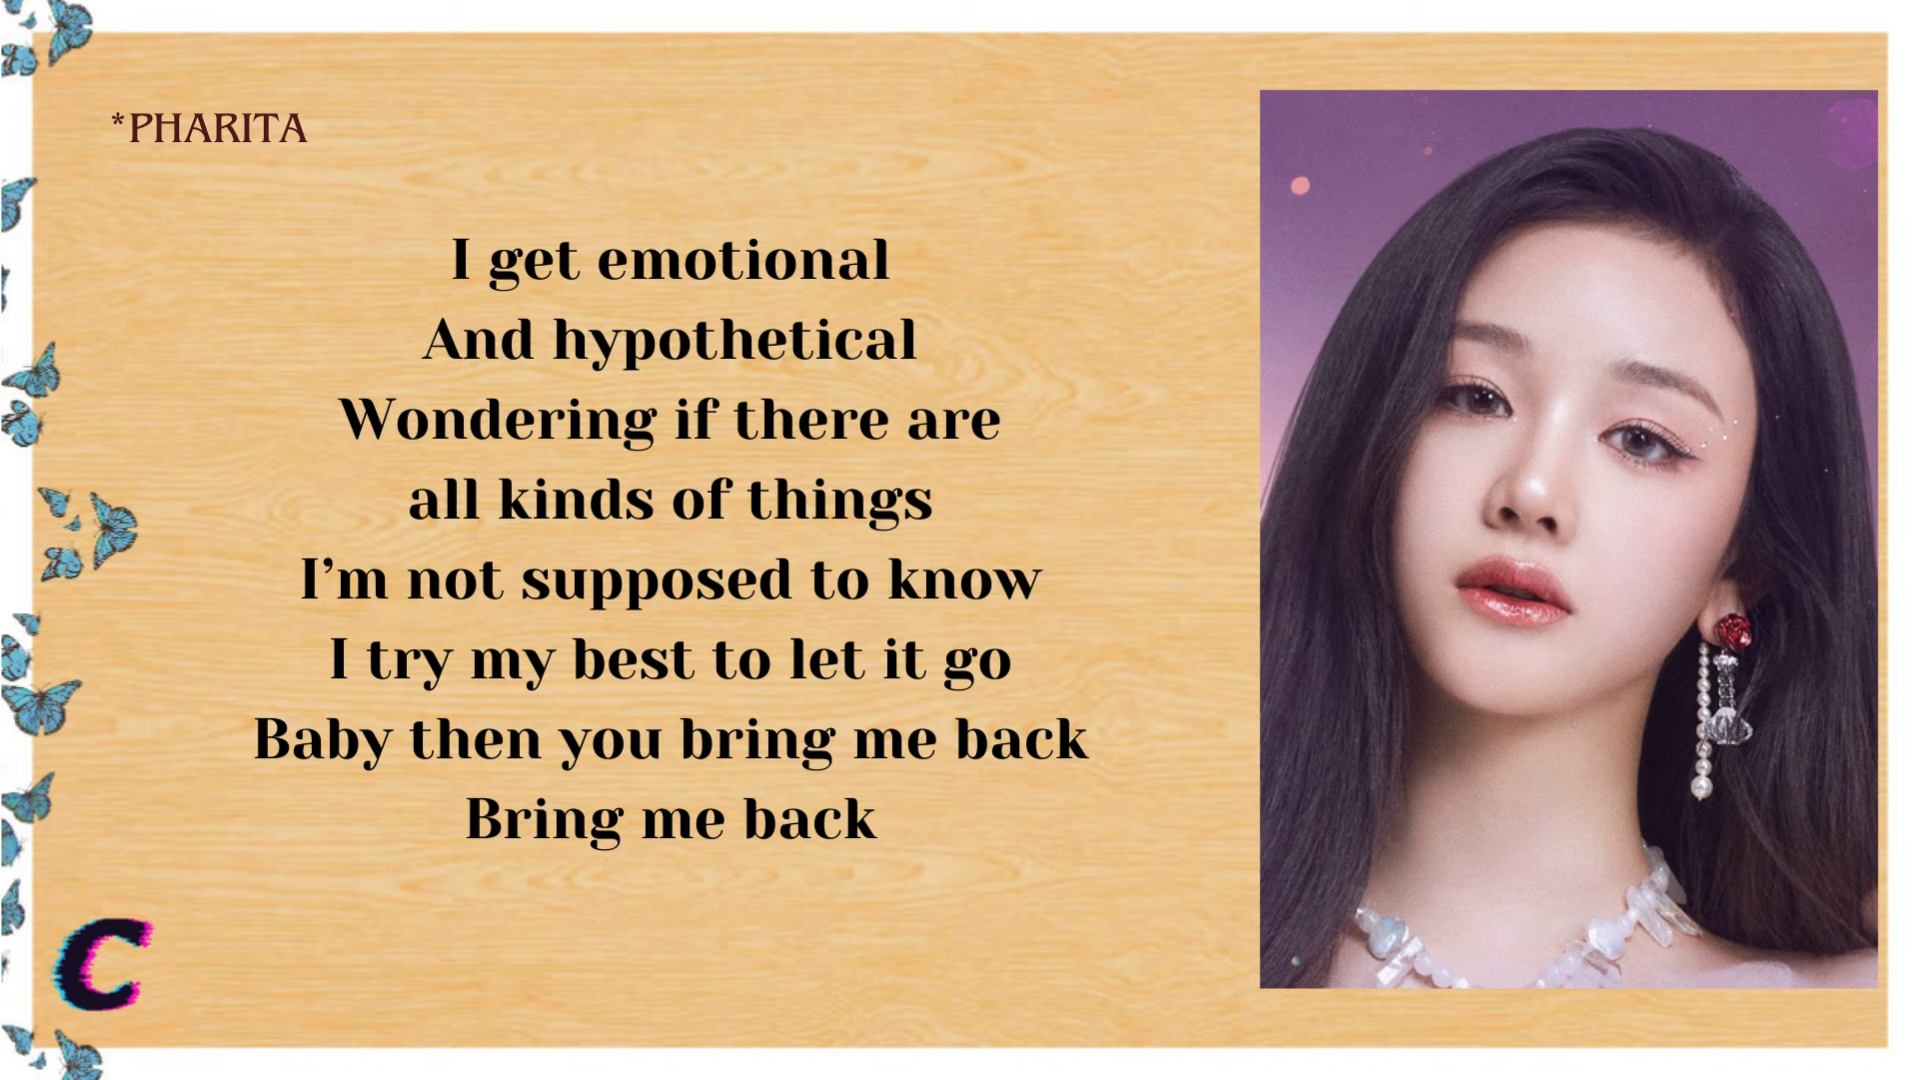 *PHARITA
I get emotional
And hypothetical
Wondering if there are
all kinds of things
I’m not supposed to know
I try my best to let it go
Baby then you bring me back
Bring me back
C